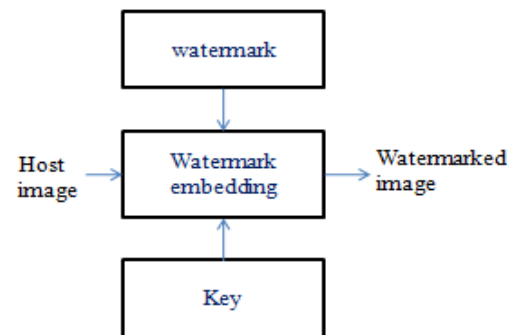 watermark
Host
image
Watermark
embedding
Watermarked
image
Key